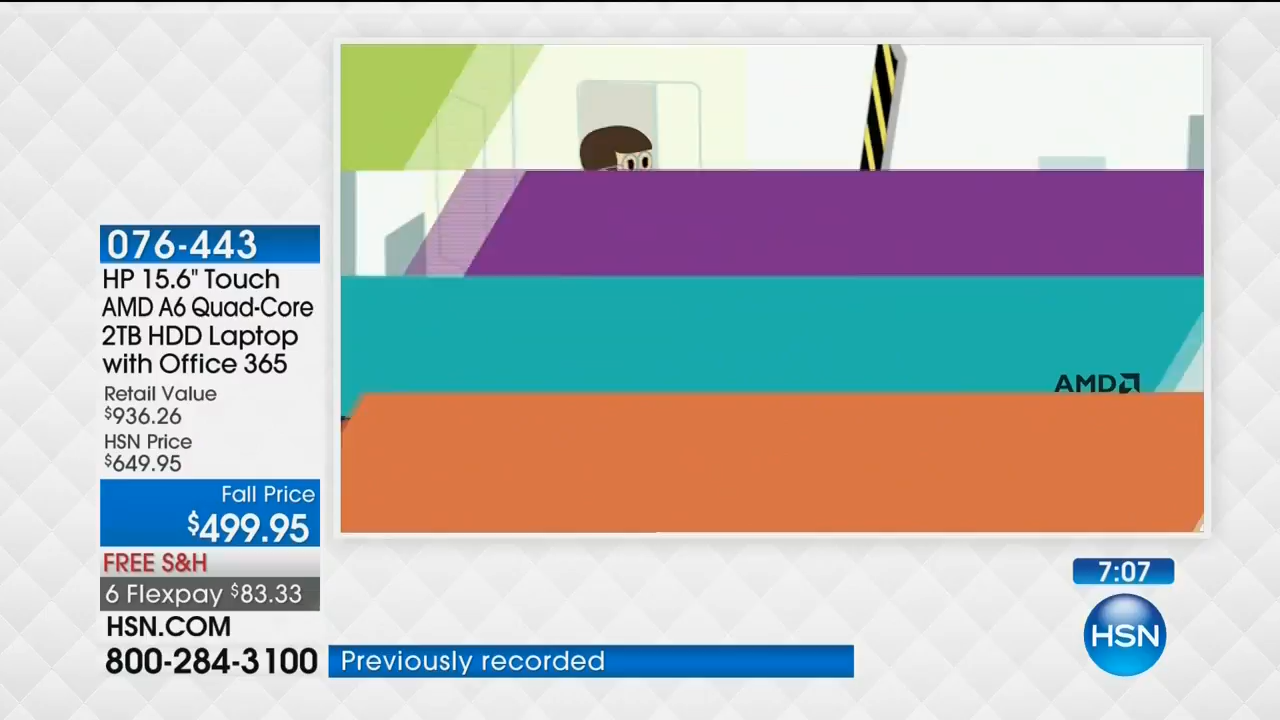 076-443
HP 15.6" Touch
AMD A6 Quad-Core
2TB HDD Laptop
with Office 365
Retail Value
$936.26
HSN Price
$649.95
Fall Price
$499.95
FREE S&H
6 Flexpay $83.33
HSN.COM
800-284-3100
Previously recorded
AMD
7:07
HSN